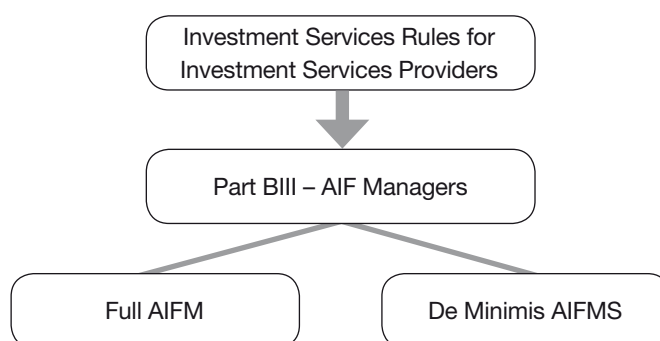 Investment Services Rules for
Investment Services Providers
Part BIII – AIF Managers
Full AIFM
De Minimis AIFMS